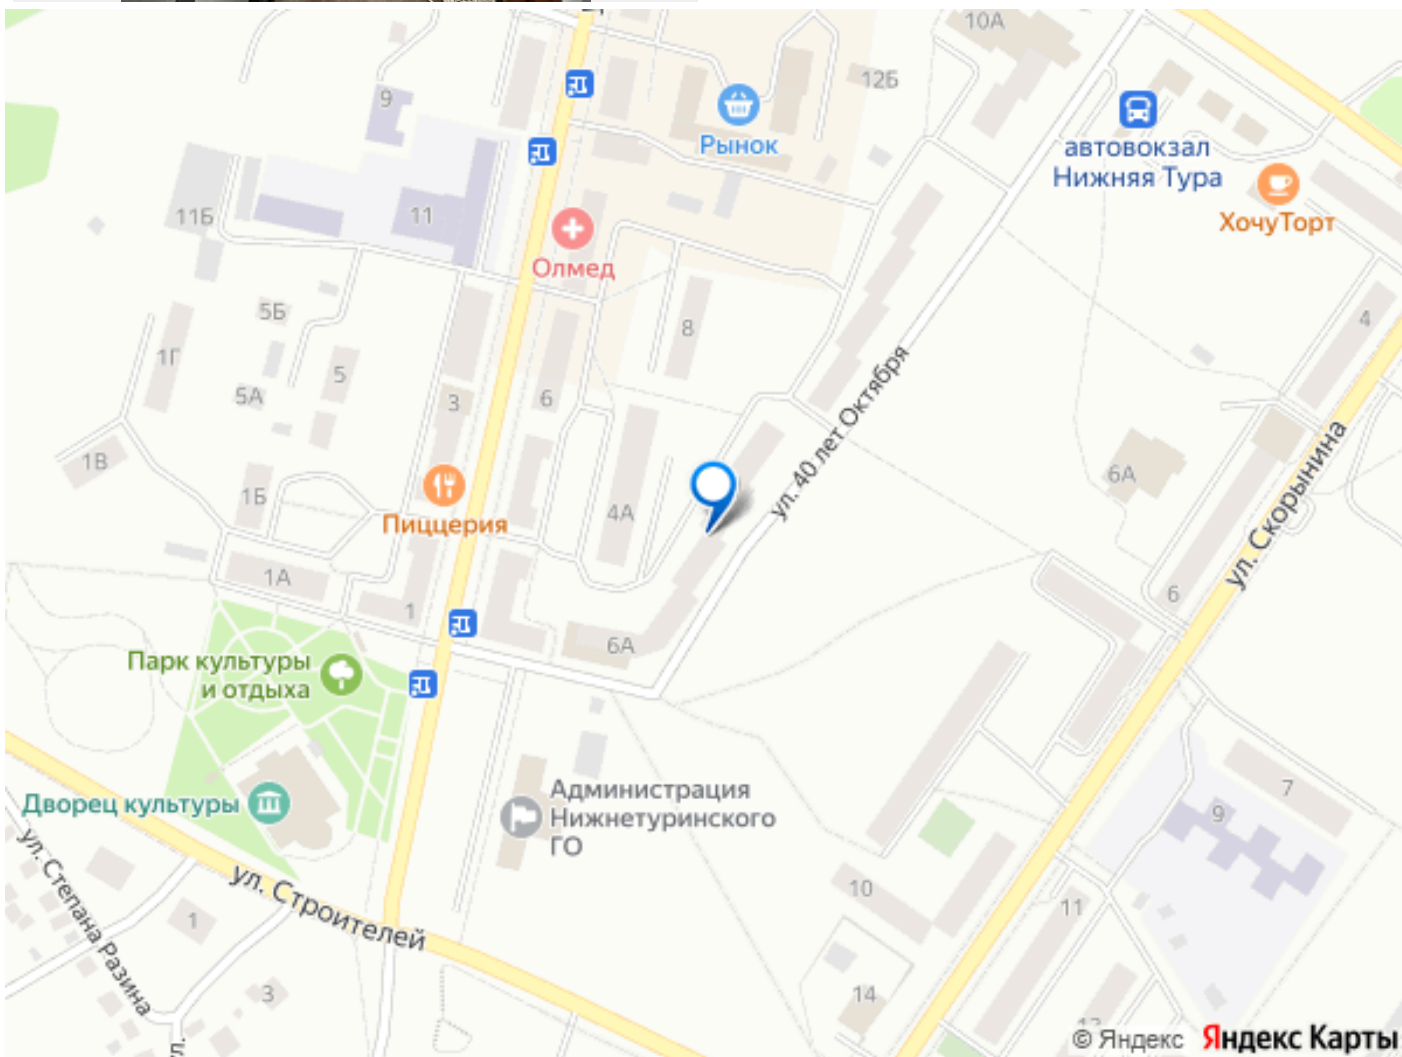 10А
12Б
9
Рынок
автовокзал
Нижняя Тура
ХочуТорт
11Б
11
Олмед
5Б
8
4
1Г
5
5А
3
6
ул. 40 лет Октября
1В
1Б
6А
ул. Скорынина
4А
Пиццерия
1А
1
6
6А
Парк культуры
и отдыха
Администрация
Нижнетуринского
ГО
Дворец культуры
7
9
ул. Степана Разина
ул. Строителей
10
11
1
3
14
© Яндекс Яндекс Карты